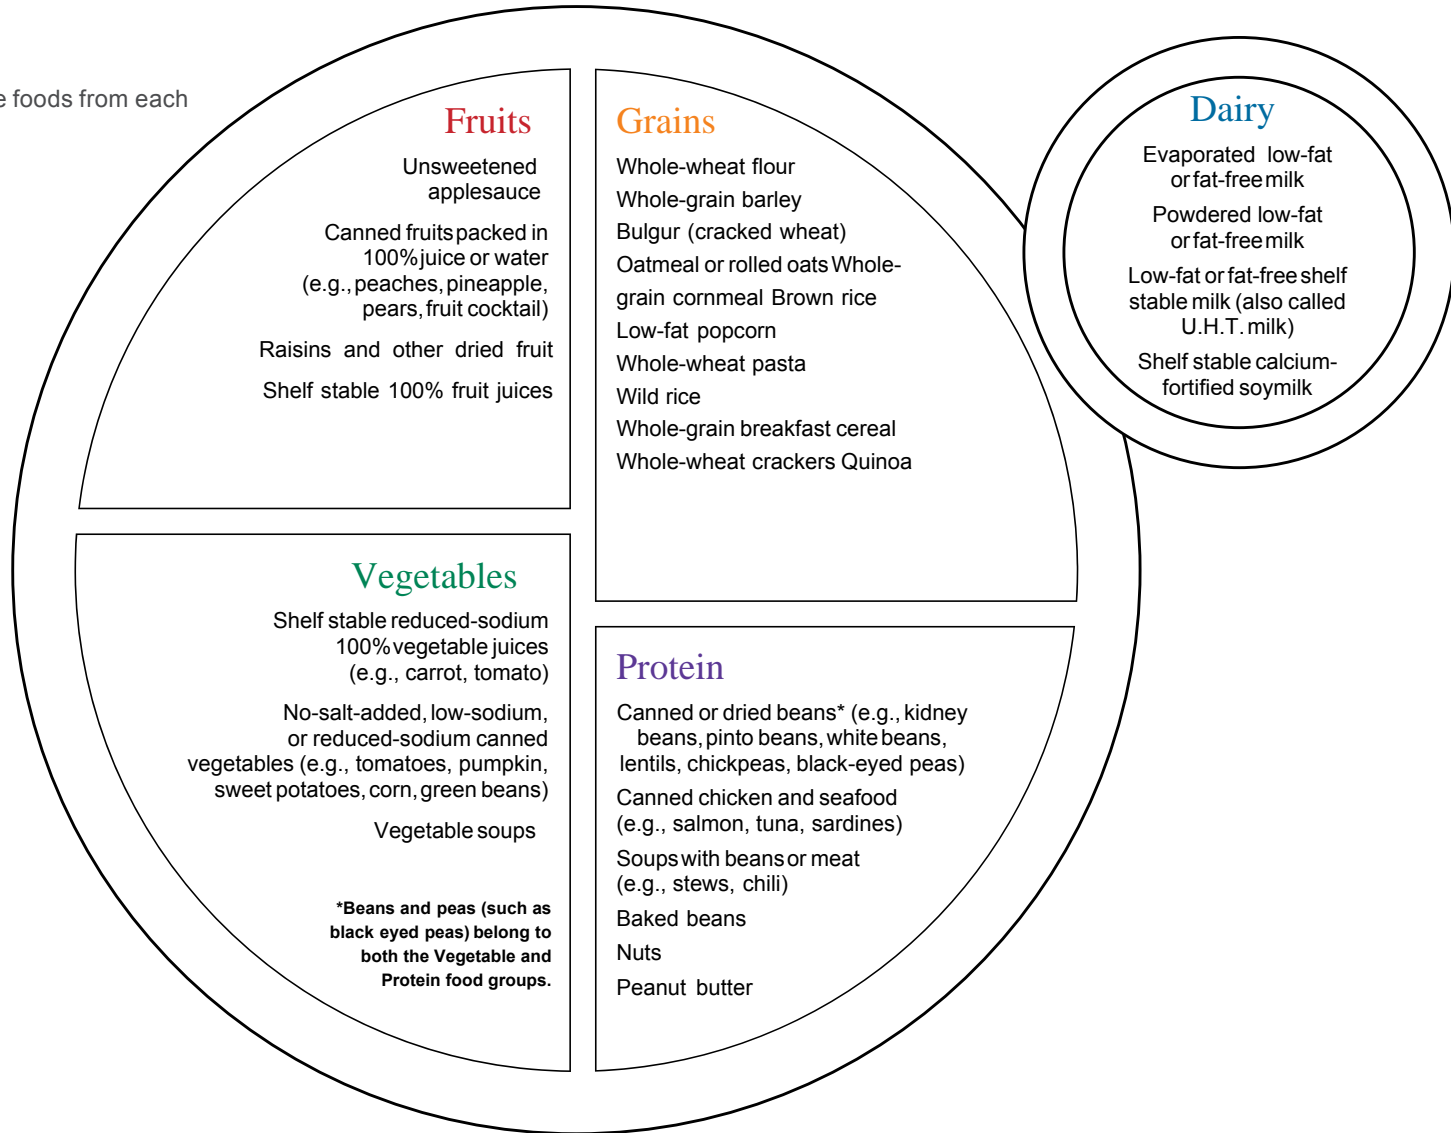 e foods from each
Fruits
Unsweetened
applesauce
Canned fruits packed in
100% juice or water
(e.g., peaches, pineapple,
pears, fruit cocktail)
Raisins and other dried fruit
Shelf stable 100% fruit juices
Grains
Whole-wheat flour
Whole-grain barley
Bulgur (cracked wheat)
Oatmeal or rolled oats Whole-
grain cornmeal Brown rice
Low-fat popcorn
Whole-wheat pasta
Wild rice
Whole-grain breakfast cereal
Whole-wheat crackers Quinoa
Dairy
Evaporated low-fat
or fat-free milk
Powdered low-fat
or fat-free milk
Low-fat or fat-free shelf
stable milk (also called
U.H.T. milk)
Shelf stable calcium-
fortified soymilk
Vegetables
Shelf stable reduced-sodium
100% vegetable juices
(e.g., carrot, tomato)
No-salt-added, low-sodium,
or reduced-sodium canned
vegetables (e.g., tomatoes, pumpkin,
sweet potatoes, corn, green beans)
Vegetable soups
*Beans and peas (such as
black eyed peas) belong to
both the Vegetable and
Protein food groups.
Protein
Canned or dried beans* (e.g., kidney
beans, pinto beans, white beans,
lentils, chickpeas, black-eyed peas)
Canned chicken and seafood
(e.g., salmon, tuna, sardines)
Soups with beans or meat
(e.g., stews, chili)
Baked beans
Nuts
Peanut butter